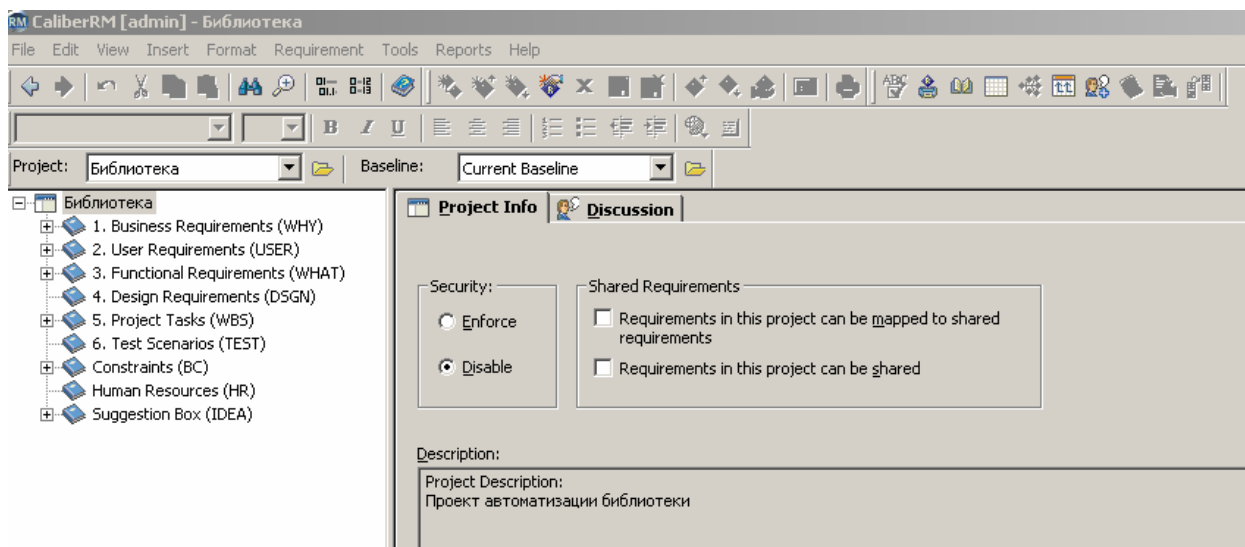 CaliberRM [admin] - Библиотека
File Edit View Insert Format Requirement Tools Reports Help
B I U
Project: Библиотека Baseline: Current Baseline
Библиотека
1. Business Requirements (WHY)
2. User Requirements (USER)
3. Functional Requirements (WHAT)
4. Design Requirements (DSGN)
5. Project Tasks (WBS)
6. Test Scenarios (TEST)
Constraints (BC)
Human Resources (HR)
Suggestion Box (IDEA)
Project Info Discussion
Security:
Enforce
Disable
Shared Requirements
Requirements in this project can be mapped to shared
requirements
Requirements in this project can be shared
Description:
Project Description:
Проект автоматизации библиотеки